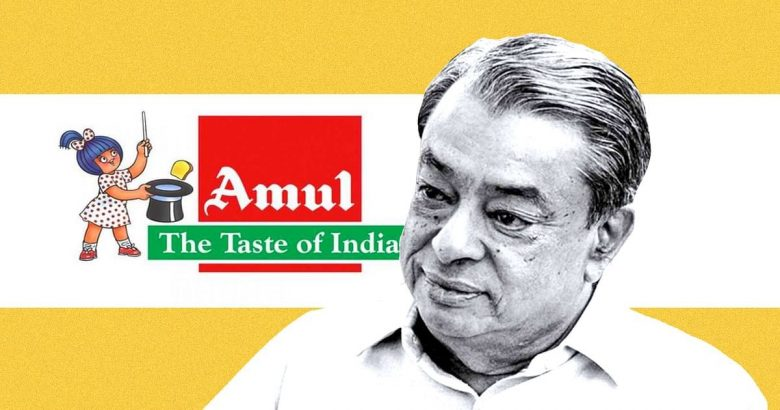 Amul
The Taste of India